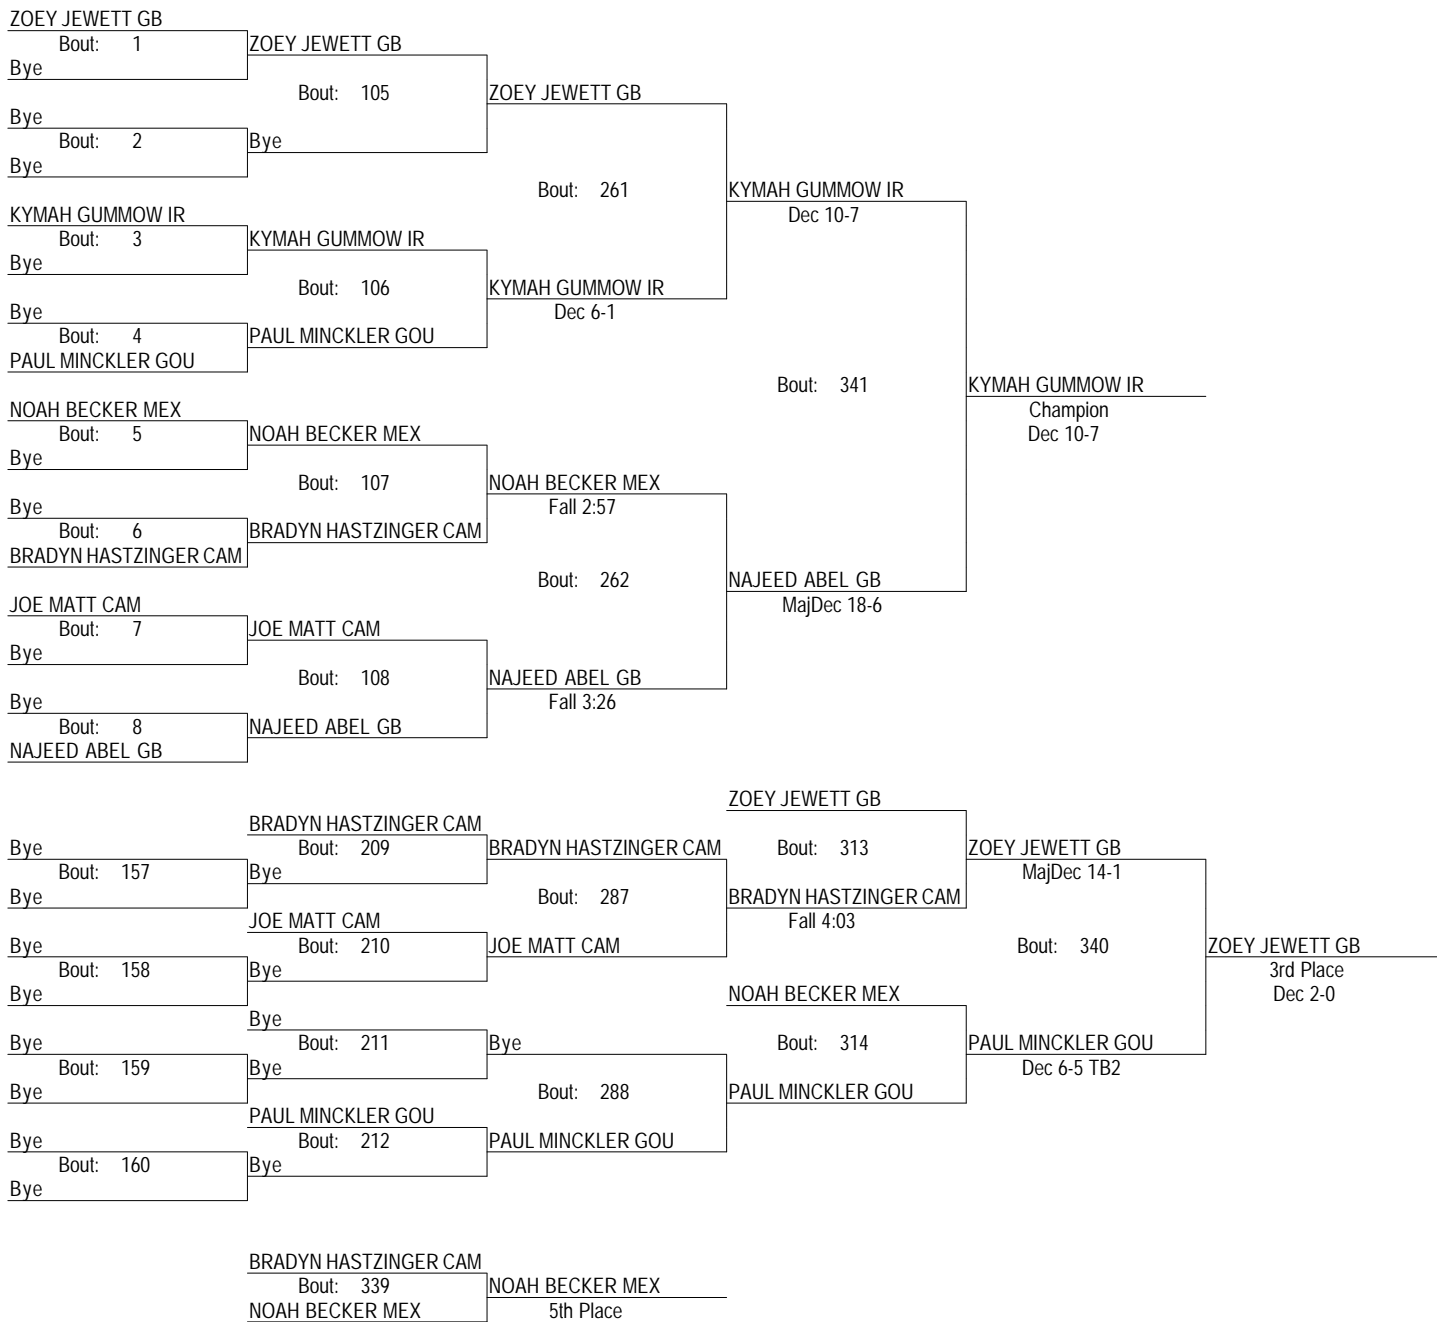 ZOEY JEWETT GB
Bout: 1
Bye
ZOEY JEWETT GB
Bout: 105
ZOEY JEWETT GB
Bye
Bout: 2
Bye
Bye
Bout: 261
KYMAH GUMMOW IR
Dec 10-7
KYMAH GUMMOW IR
Bout: 3
Bye
KYMAH GUMMOW IR
Bout: 106
KYMAH GUMMOW IR
Dec 6-1
Bye
Bout: 4
PAUL MINCKLER GOU
PAUL MINCKLER GOU
Bout: 341
KYMAH GUMMOW IR
Champion
Dec 10-7
NOAH BECKER MEX
Bout: 5
Bye
NOAH BECKER MEX
Bout: 107
NOAH BECKER MEX
Fall 2:57
Bye
Bout: 6
BRADYN HASTZINGER CAM
BRADYN HASTZINGER CAM
Bout: 262
NAJEED ABEL GB
MajDec 18-6
JOE MATT CAM
Bout: 7
Bye
JOE MATT CAM
Bout: 108
NAJEED ABEL GB
Fall 3:26
Bye
Bout: 8
NAJEED ABEL GB
NAJEED ABEL GB
ZOEY JEWETT GB
BRADYN HASTZINGER CAM
Bye
Bout: 157
Bye
Bout: 209
Bye
BRADYN HASTZINGER CAM
Bout: 313
ZOEY JEWETT GB
MajDec 14-1
Bout: 287
BRADYN HASTZINGER CAM
Fall 4:03
JOE MATT CAM
Bye
Bout: 158
Bye
Bout: 210
Bye
JOE MATT CAM
Bout: 340
ZOEY JEWETT GB
3rd Place
Dec 2-0
NOAH BECKER MEX
Bye
Bye
Bout: 159
Bye
Bout: 211
Bye
Bye
Bout: 314
PAUL MINCKLER GOU
Dec 6-5 TB2
Bout: 288
PAUL MINCKLER GOU
PAUL MINCKLER GOU
Bye
Bout: 160
Bye
Bout: 212
Bye
PAUL MINCKLER GOU
BRADYN HASTZINGER CAM
Bout: 339
NOAH BECKER MEX
NOAH BECKER MEX
5th Place